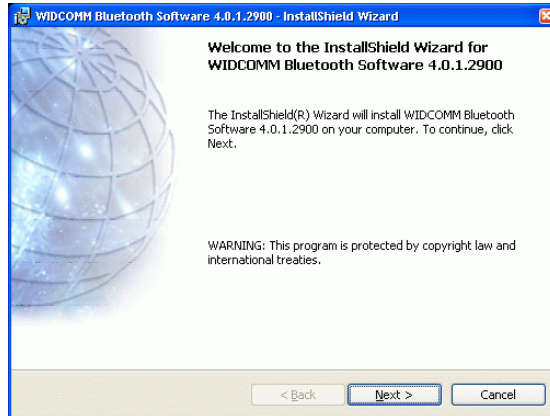 WIDCOMM Bluetooth Software 4.0.1.2900 - InstallShield Wizard
Welcome to the InstallShield Wizard for
WIDCOMM Bluetooth Software 4.0.1.2900
The InstallShield(R) Wizard will install WIDCOMM Bluetooth
Software 4.0.1.2900 on your computer. To continue, click
Next.
WARNING: This program is protected by copyright law and
international treaties.
< Back
Next >
Cancel